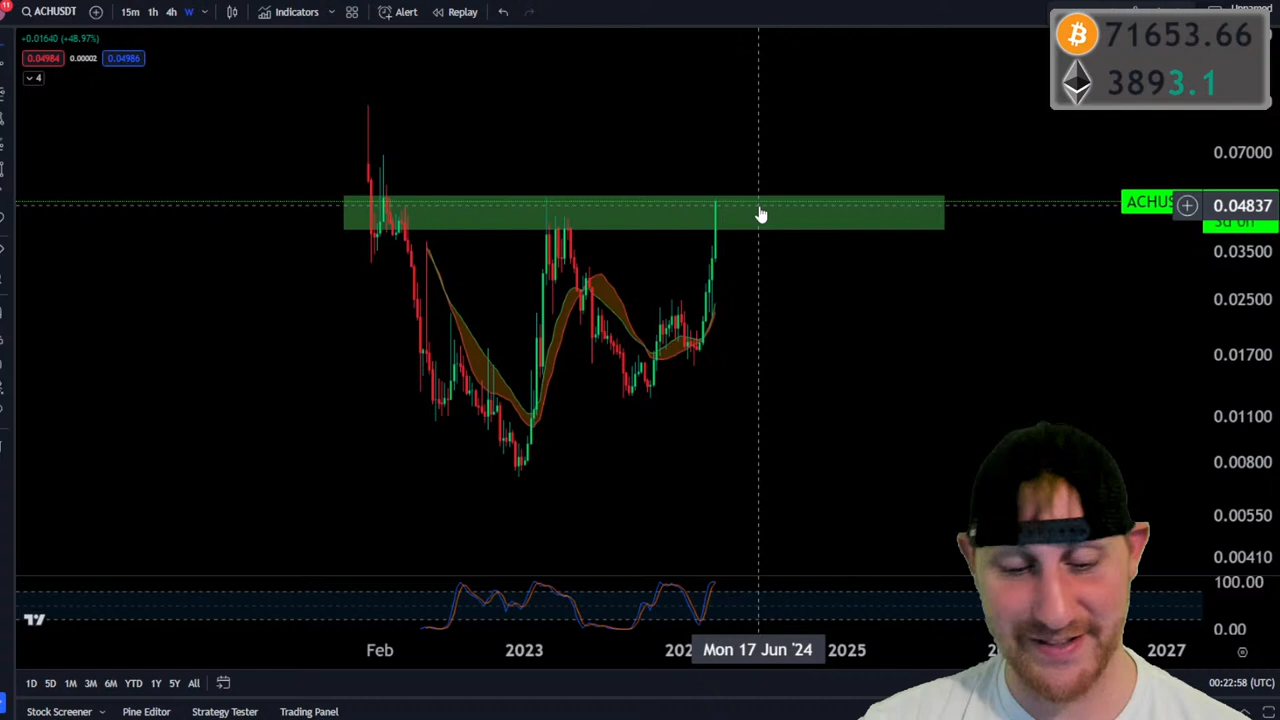 11
ACHUSDT
15m 1h 4h W
Indicators
Alert
Replay
+0.01640 (+48.97%)
0.04984 0.00002 0.04986
4
71653.66
3893.1
0.07000
ACHUS
0.04837
0.03500
0.02500
0.01700
0.01100
0.00800
0.00550
0.00410
100.00
0.00
Feb 2023 202 Mon 17 Jun '24 2025 2027
1D 5D 1M 3M 6M YTD 1Y 5Y All
00:22:58 (UTC)
Stock Screener Pine Editor Strategy Tester Trading Panel